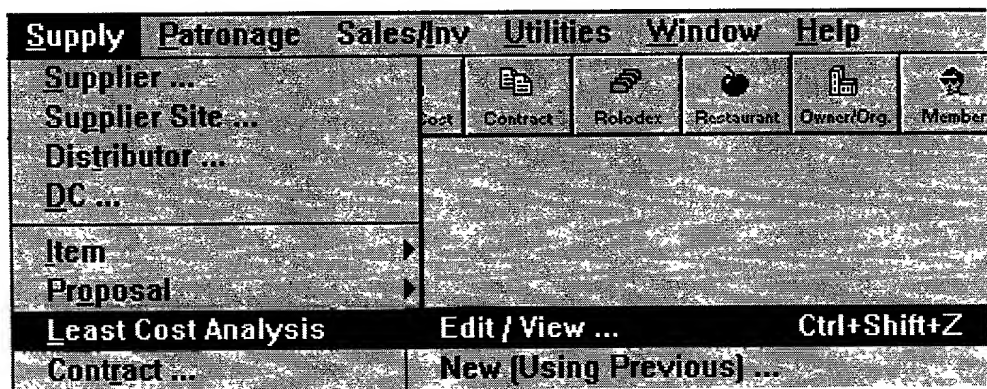 Supply Patronage Sales/Inv Utilities Window Help
Supplier ...
Supplier Site ...
Cost Contract Rolodex Restaurant Owner/Org. Member
Distributor ...
DC ...
Item
Proposal
Least Cost Analysis Edit / View ... Ctrl+Shift+Z
Contract ... New (Using Previous) ...